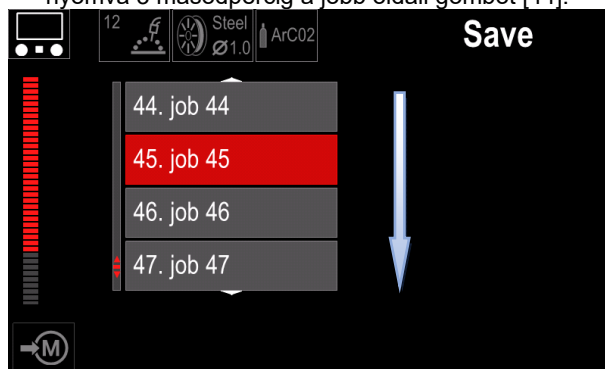 nyomva 3 másodpercig a jobb oldali gombot [11].
12 Steel Ø1.0 ArCO2 Save
44. job 44
45. job 45
46. job 46
47. job 47
M